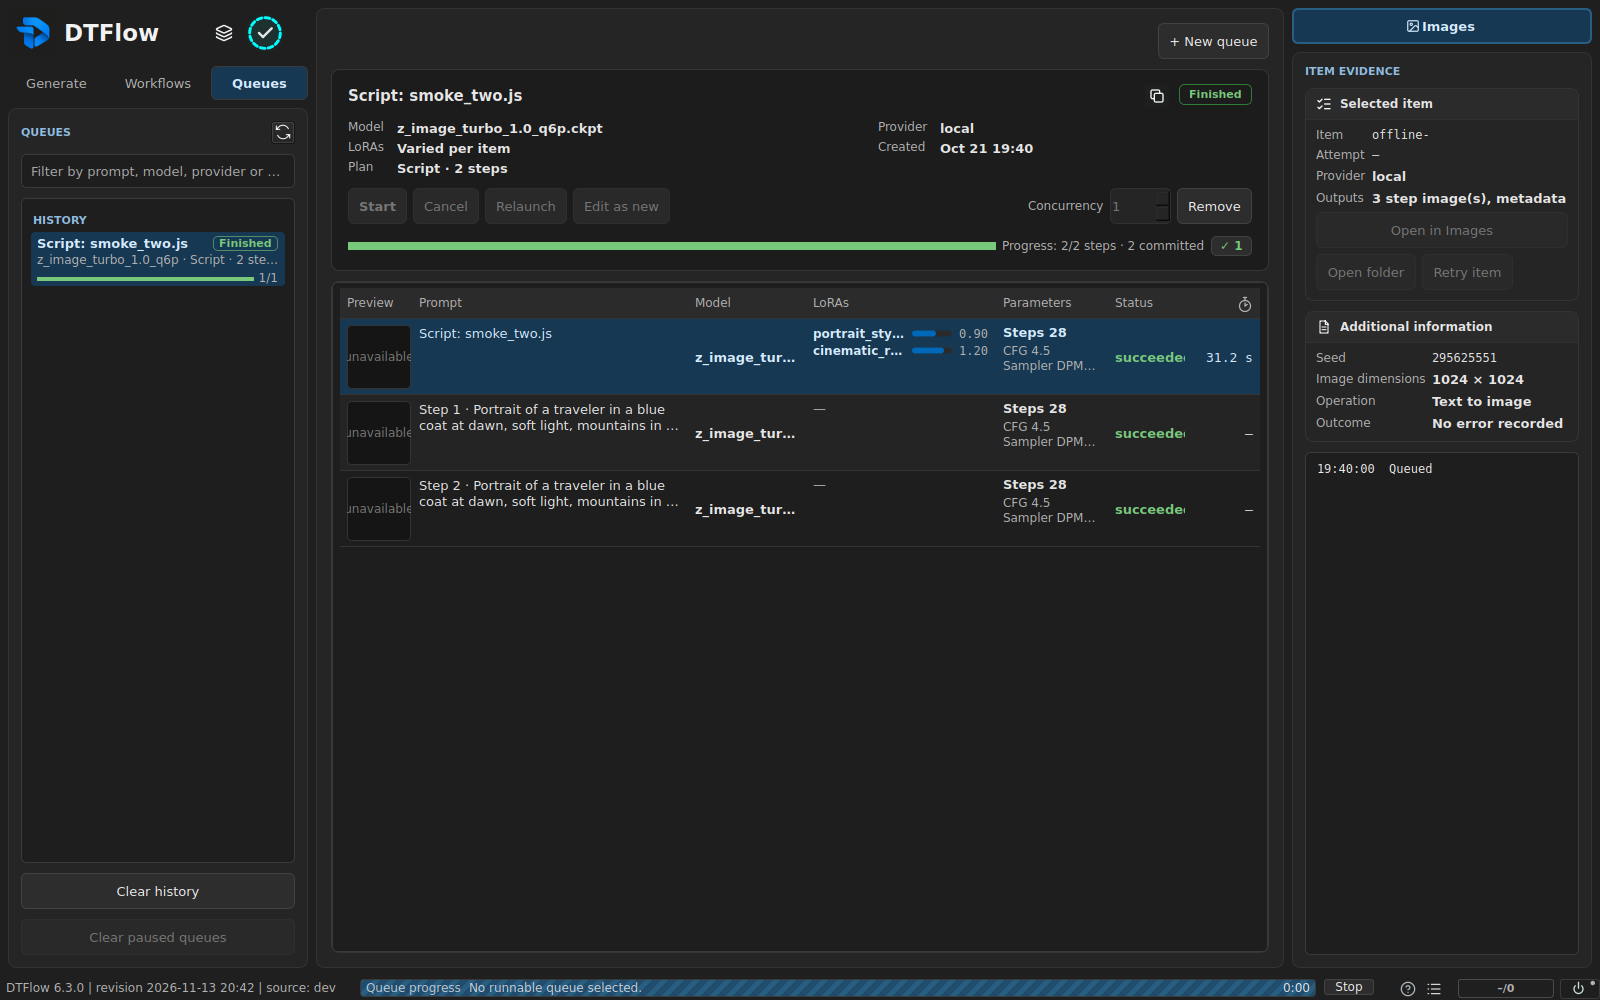 DTFlow
Generate
Workflows
Queues
QUEUES
Filter by prompt, model, provider or ...
HISTORY
Script: smoke_two.js
Finished
z_image_turbo_1.0_q6p · Script · 2 ste...
1/1
Clear history
Clear paused queues
+ New queue
Script: smoke_two.js
Finished
Model z_image_turbo_1.0_q6p.ckpt
LoRAs Varied per item
Plan Script · 2 steps
Provider local
Created Oct 21 19:40
Start
Cancel
Relaunch
Edit as new
Concurrency 1
Remove
Progress: 2/2 steps · 2 committed
✓ 1
Preview Prompt Model LoRAs Parameters Status
unavailable
Script: smoke_two.js
z_image_tur...
portrait_sty... 0.90
cinematic_r... 1.20
Steps 28
CFG 4.5
Sampler DPM...
succeeded
31.2 s
unavailable
Step 1 · Portrait of a traveler in a blue
coat at dawn, soft light, mountains in ...
z_image_tur...
—
Steps 28
CFG 4.5
Sampler DPM...
succeeded
—
unavailable
Step 2 · Portrait of a traveler in a blue
coat at dawn, soft light, mountains in ...
z_image_tur...
—
Steps 28
CFG 4.5
Sampler DPM...
succeeded
—
Images
ITEM EVIDENCE
Selected item
Item offline-
Attempt —
Provider local
Outputs 3 step image(s), metadata
Open in Images
Open folder
Retry item
Additional information
Seed 295625551
Image dimensions 1024 × 1024
Operation Text to image
Outcome No error recorded
19:40:00 Queued
DTFlow 6.3.0 | revision 2026-11-13 20:42 | source: dev
Queue progress No runnable queue selected.
0:00
Stop
-/0